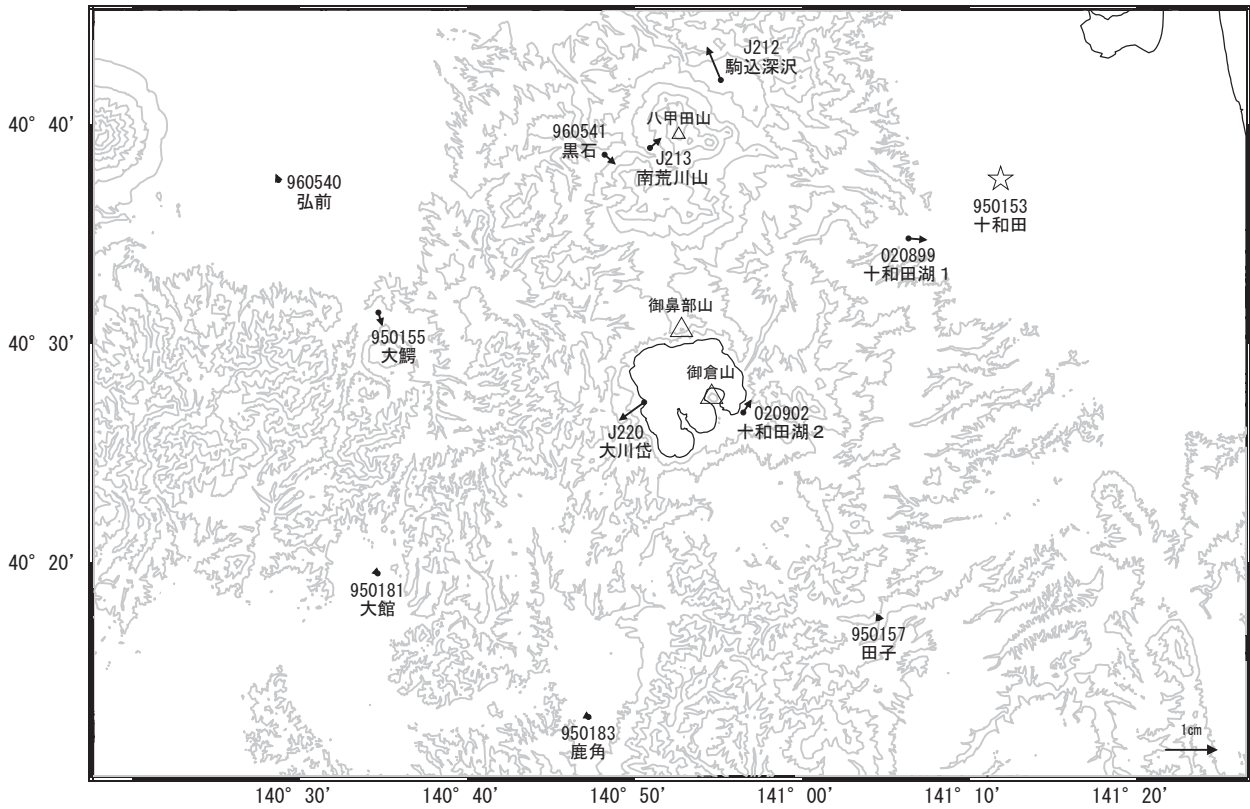 J212
駒込深沢
八甲田山
40° 40′
960541
黒石
J213
南荒川山
960540
弘前
950153
十和田
020899
十和田湖1
御鼻部山
40° 30′
950155
大鰐
御倉山
020902
十和田湖2
J220
大川岱
40° 20′
950181
大館
950157
田子
950183
鹿角
1cm
140° 30′
140° 40′
140° 50′
141° 00′
141° 10′
141° 20′